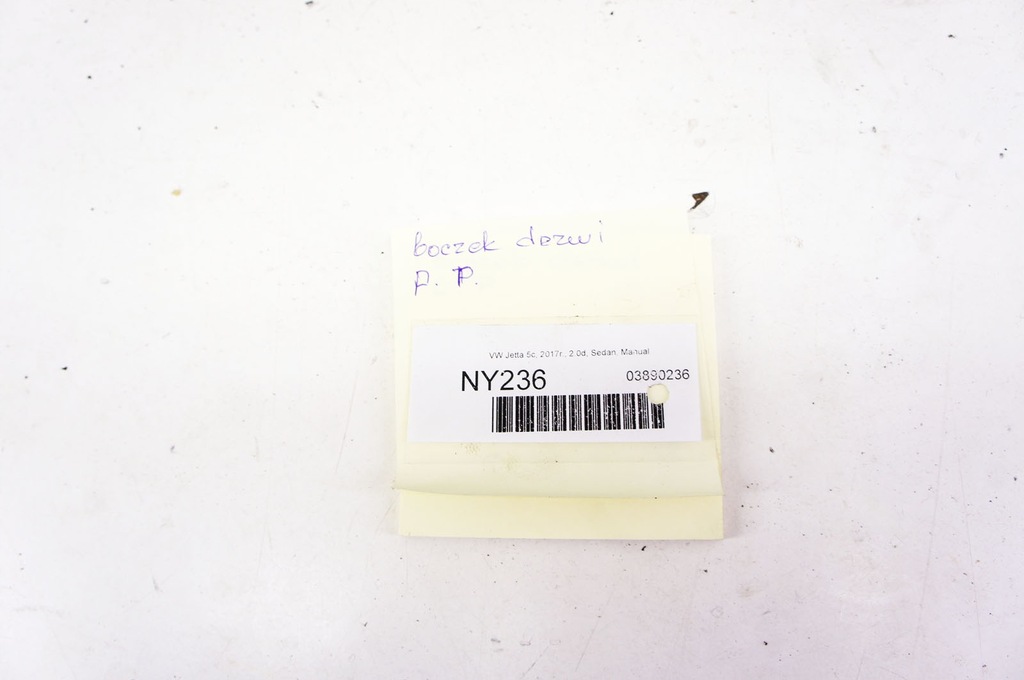 boczek drzwi
P. P.
VW Jetta 5c, 2017r., 2.0d, Sedan, Manual
NY236
03890236